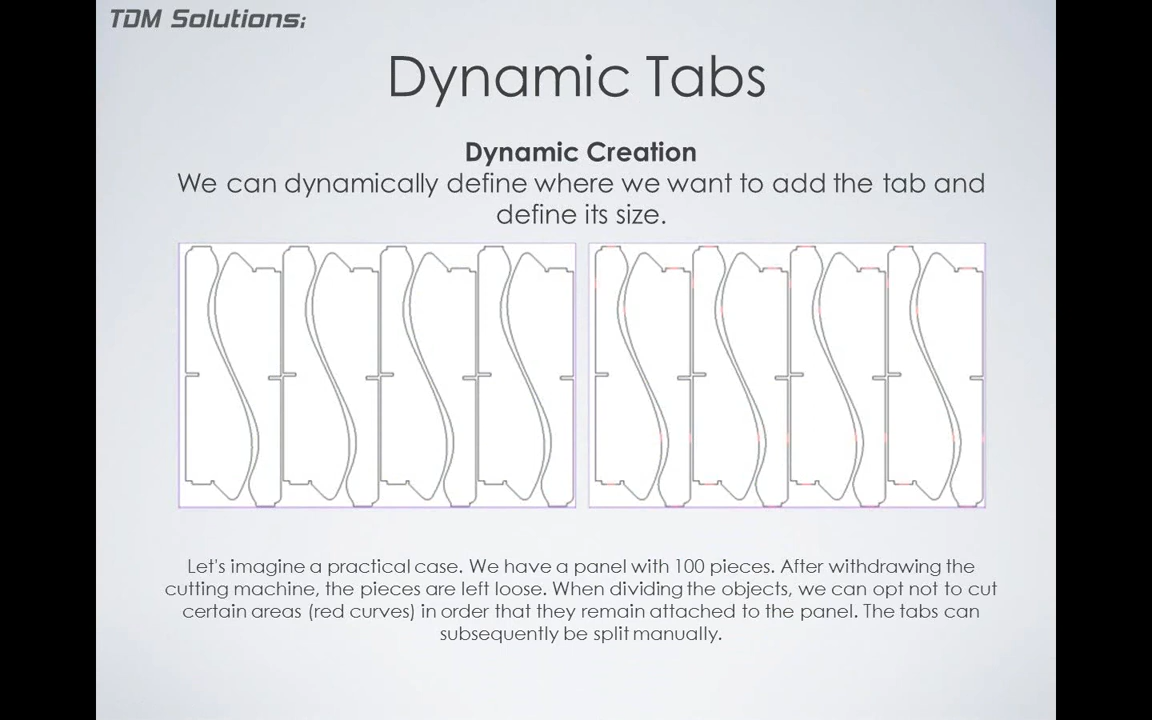 TDM Solutions;
Dynamic Tabs
Dynamic Creation
We can dynamically define where we want to add the tab and
define its size.
Let's imagine a practical case. We have a panel with 100 pieces. After withdrawing the
cutting machine, the pieces are left loose. When dividing the objects, we can opt not to cut
certain areas (red curves) in order that they remain attached to the panel. The tabs can
subsequently be split manually.